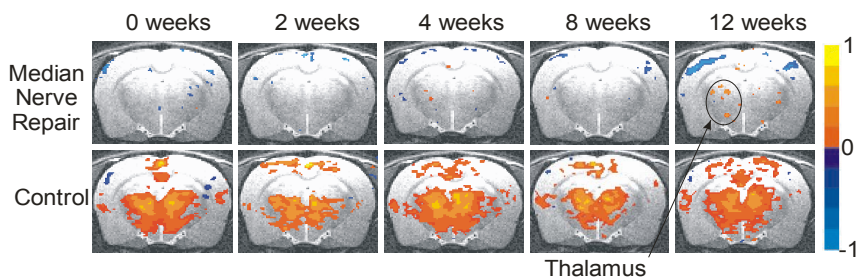 0 weeks 2 weeks 4 weeks 8 weeks 12 weeks
Median
Nerve
Repair
Control
1
0
-1
Thalamus